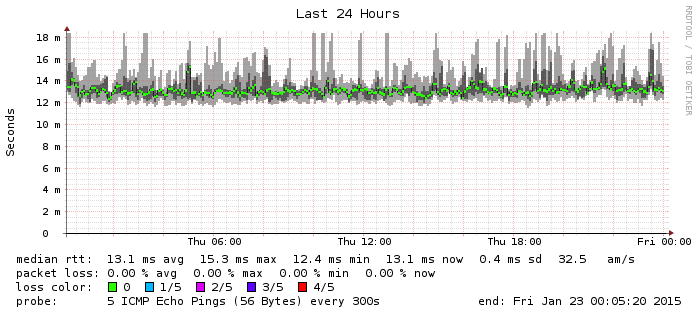 Last 24 Hours
RRDTOOL / TOBI OETIKER
Seconds
18 m
16 m
14 m
12 m
10 m
8 m
6 m
4 m
2 m
0
Thu 06:00 Thu 12:00 Thu 18:00 Fri 00:00
median rtt: 13.1 ms avg 15.3 ms max 12.4 ms min 13.1 ms now 0.4 ms sd 32.5 am/s
packet loss: 0.00 % avg 0.00 % max 0.00 % min 0.00 % now
loss color: 0 1/5 2/5 3/5 4/5
probe: 5 ICMP Echo Pings (56 Bytes) every 300s end: Fri Jan 23 00:05:20 2015